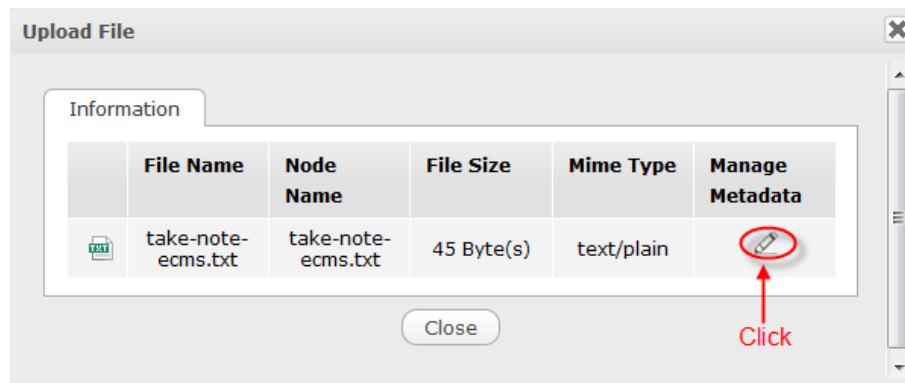 Upload File
Information
File Name Node Name File Size Mime Type Manage Metadata
TXT take-note-ecms.txt take-note-ecms.txt 45 Byte(s) text/plain
Close
Click